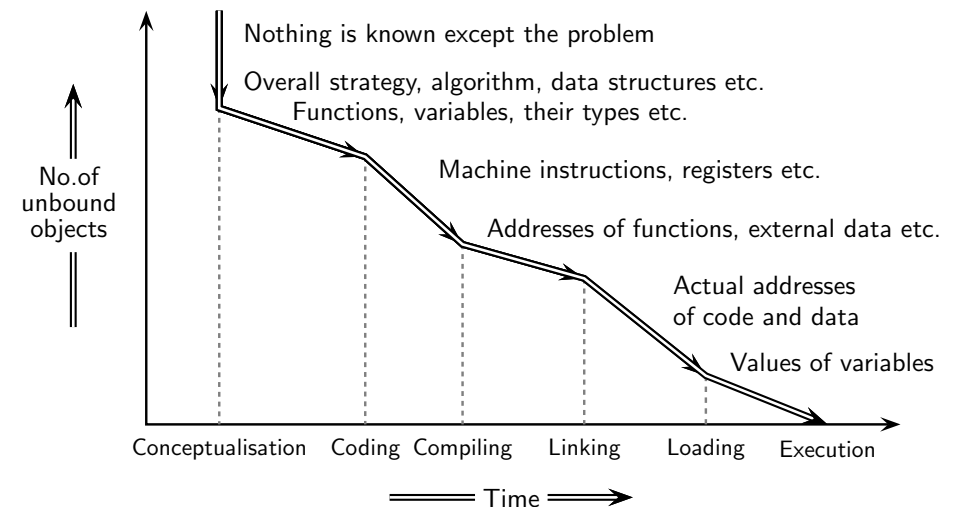 Nothing is known except the problem
Overall strategy, algorithm, data structures etc.
Functions, variables, their types etc.
Machine instructions, registers etc.
No.of
unbound
objects
Addresses of functions, external data etc.
Actual addresses
of code and data
Values of variables
Conceptualisation Coding Compiling Linking Loading Execution
Time